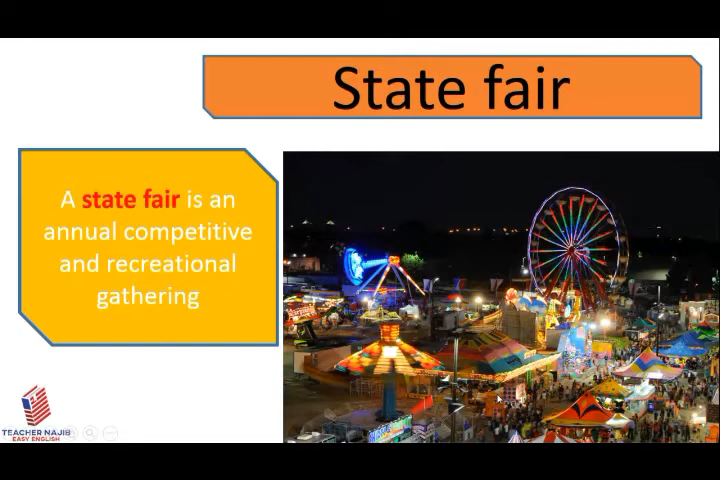 State fair
A state fair is an
annual competitive
and recreational
gathering
TEACHER NAJIB
EASY ENGLISH